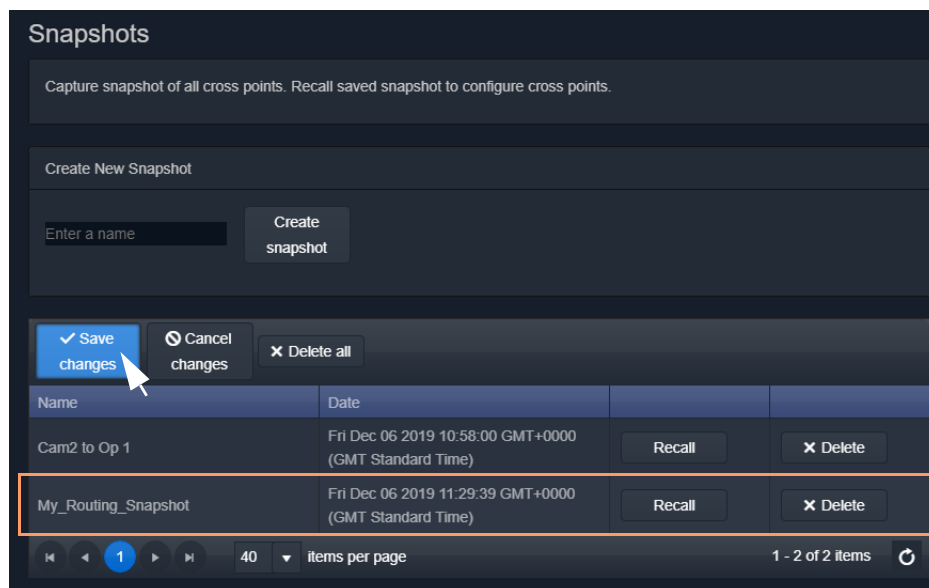 Snapshots
Capture snapshot of all cross points. Recall saved snapshot to configure cross points.
Create New Snapshot
Enter a name
Create
snapshot
Save
changes
Cancel
changes
Delete all
Name Date
Cam2 to Op 1
Fri Dec 06 2019 10:58:00 GMT+0000
(GMT Standard Time)
Recall
Delete
My_Routing_Snapshot
Fri Dec 06 2019 11:29:39 GMT+0000
(GMT Standard Time)
Recall
Delete
1 40 items per page 1 - 2 of 2 items